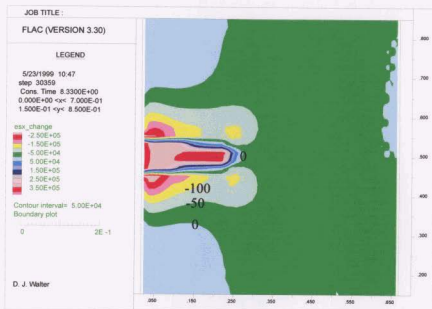 JOB TITLE :
FLAC (VERSION 3.30)
LEGEND
5/23/1999 10:47
step 30359
Cons. Time 8.3300E+00
0.000E+00 <x< 7.000E-01
1.500E-01 <y< 8.500E-01
esx_change
-2.50E+05
-1.50E+05
-5.00E+04
5.00E+04
1.50E+05
2.50E+05
3.50E+05
Contour interval= 5.00E+04
Boundary plot
0 2E -1
D. J. Walter
0
-100
-50
0
.800
.700
.600
.500
.400
.300
.200
.050 .150 .250 .350 .450 .550 .650